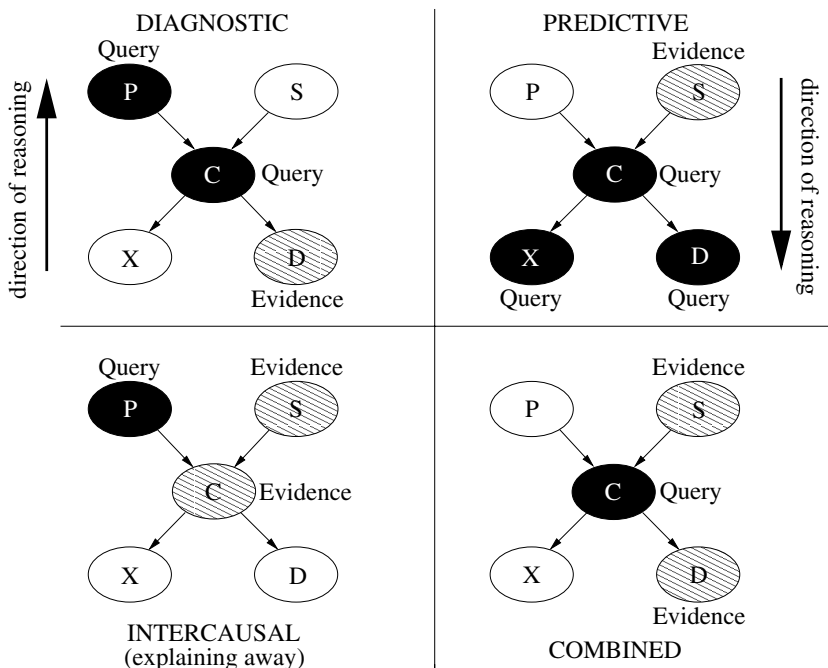 DIAGNOSTIC
Query
P
S
C
Query
X
D
Evidence
direction of reasoning
PREDICTIVE
Evidence
P
S
C
Query
X
D
Query
Query
direction of reasoning
Query
Evidence
P
S
C
Evidence
X
D
INTERCAUSAL
(explaining away)
Evidence
P
S
C
Query
X
D
Evidence
COMBINED